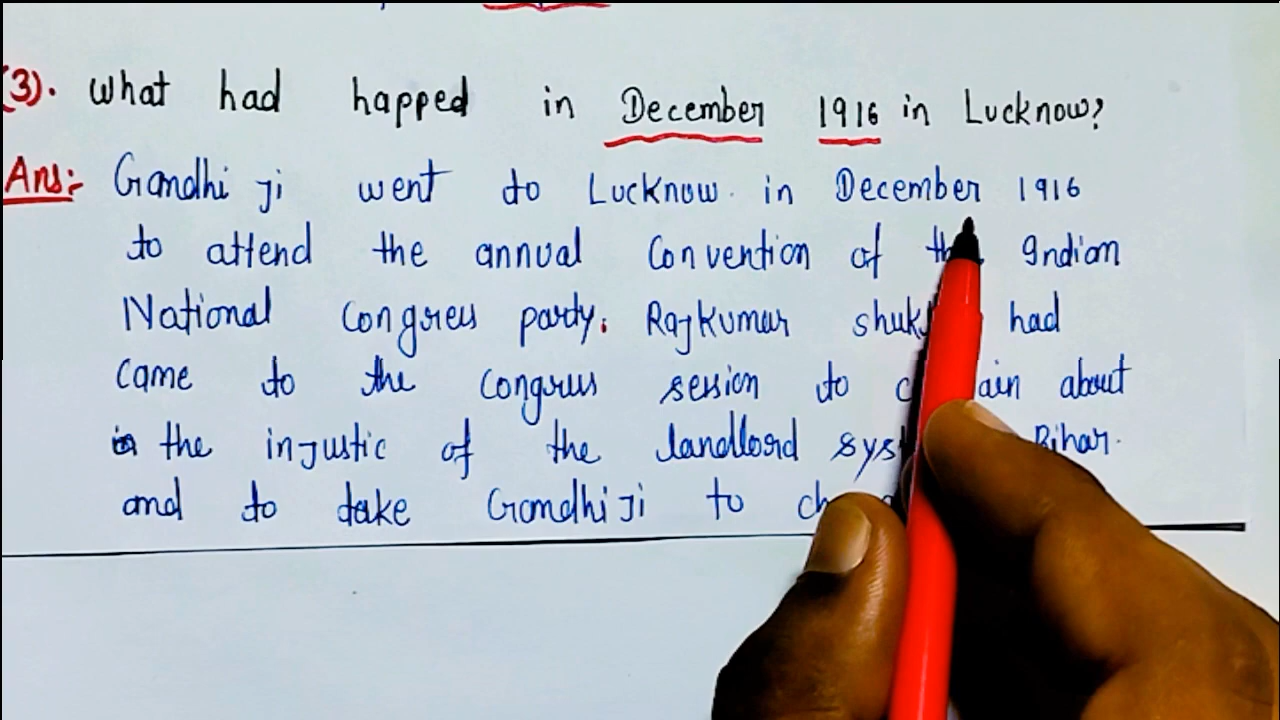 (3). What had happed in December 1916 in Lucknow?
Ans:- Gandhi ji went to Lucknow in December 1916
to attend the annual Convention of the Indian
National Congress party. Rajkumar had
came to the Congress session to about
the injustic of the landlord Bihar.
and to take Gandhiji to